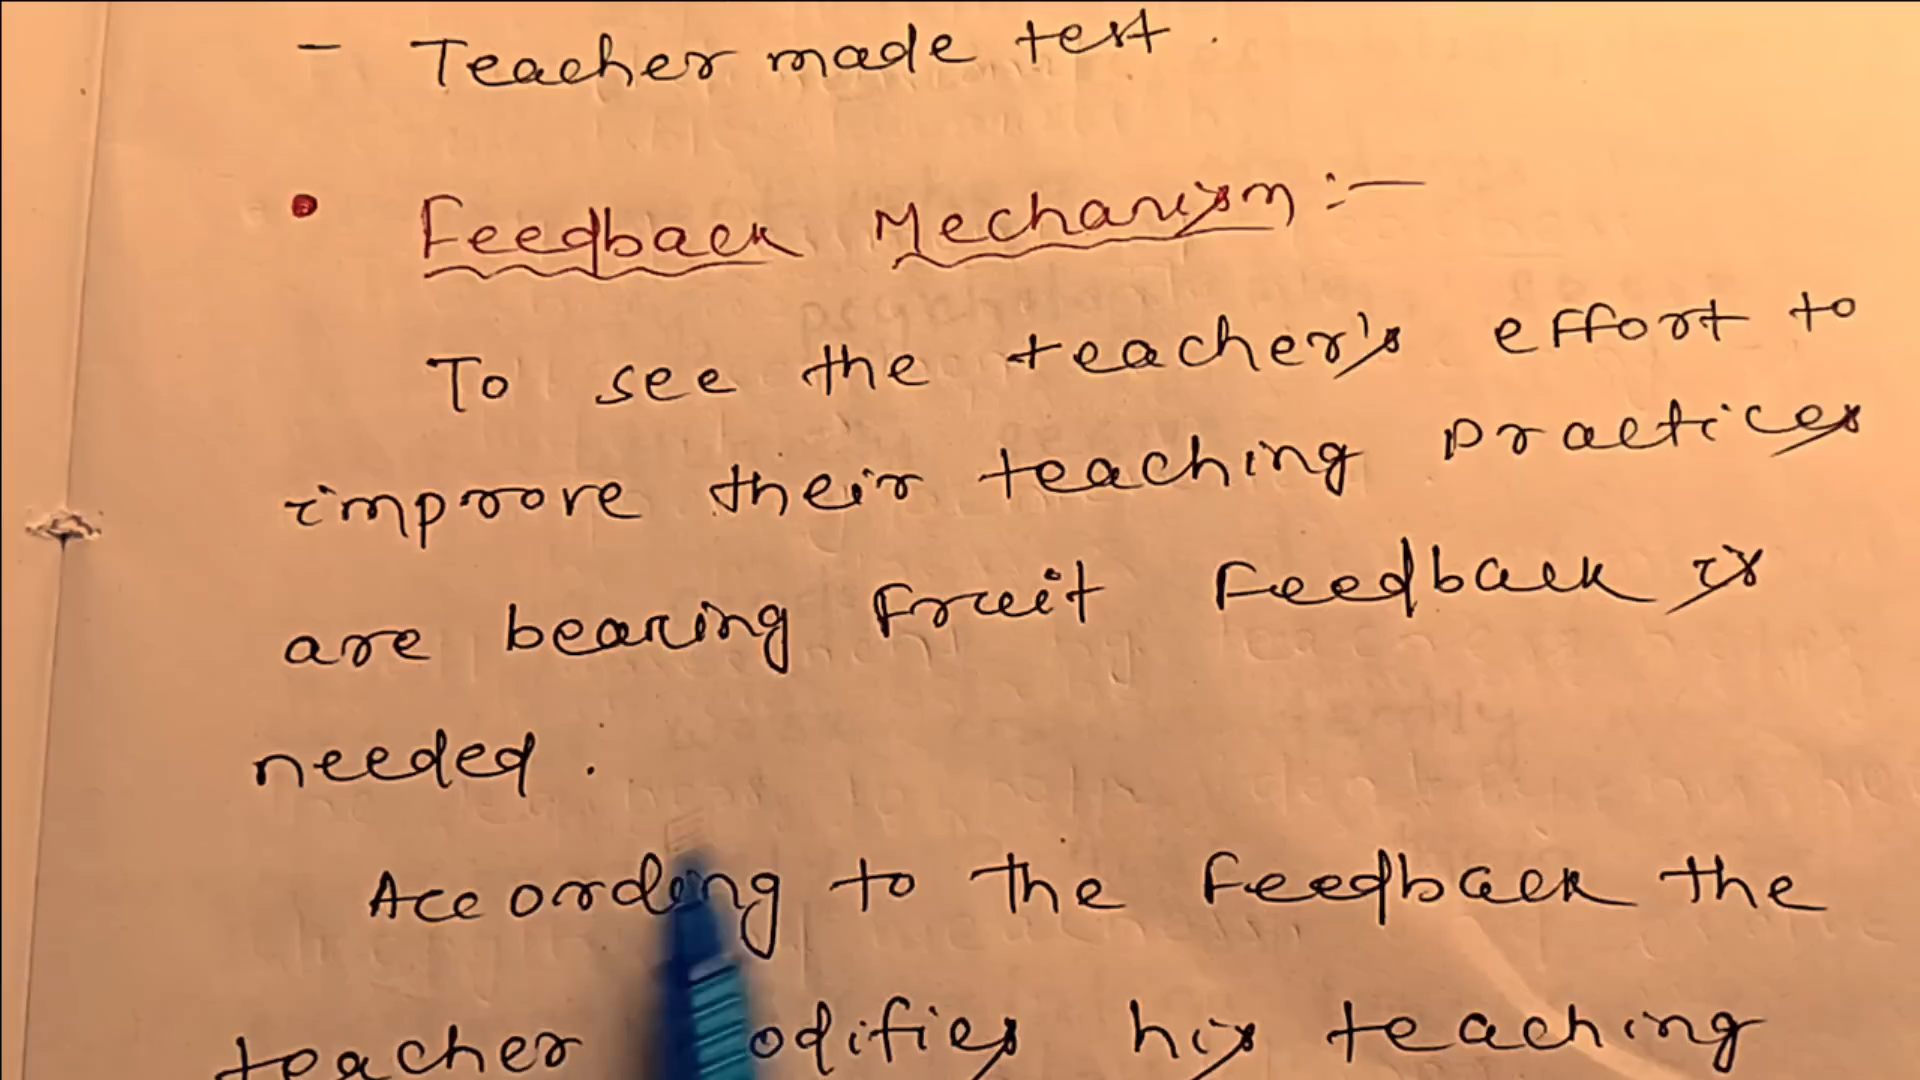 - Teacher made test.
• Feedback Mechanism :-
To see the teacher's effort to
improve their teaching practices
are bearing fruit Feedback is
needed.
According to the Feedback the
teacher odifies his teaching